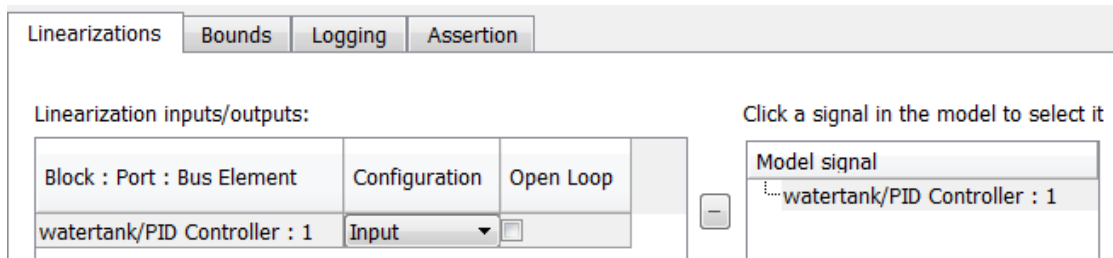 Linearizations Bounds Logging Assertion
Linearization inputs/outputs: Click a signal in the model to select it
Block : Port : Bus Element Configuration Open Loop Model signal
watertank/PID Controller : 1
watertank/PID Controller : 1 Input